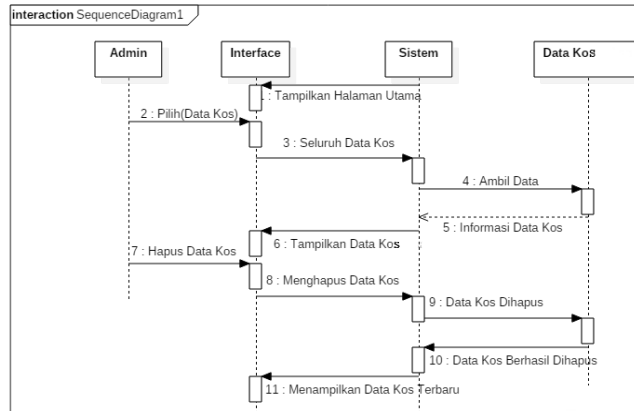 interaction SequenceDiagram1
Admin
Interface
Sistem
Data Kos
1 : Tampilkan Halaman Utama
2 : Pilih(Data Kos)
3 : Seluruh Data Kos
4 : Ambil Data
5 : Informasi Data Kos
6 : Tampilkan Data Kos
7 : Hapus Data Kos
8 : Menghapus Data Kos
9 : Data Kos Dihapus
10 : Data Kos Berhasil Dihapus
11 : Menampilkan Data Kos Terbaru